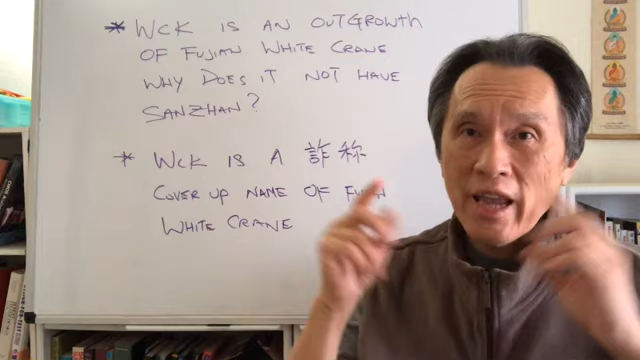 * WCK IS AN OUTGROWTH
OF FUJIAN WHITE CRANE
WHY DOES IT NOT HAVE
SANZHAN?
* WCK IS A 詐称
COVER UP NAME OF FUJIAN
WHITE CRANE